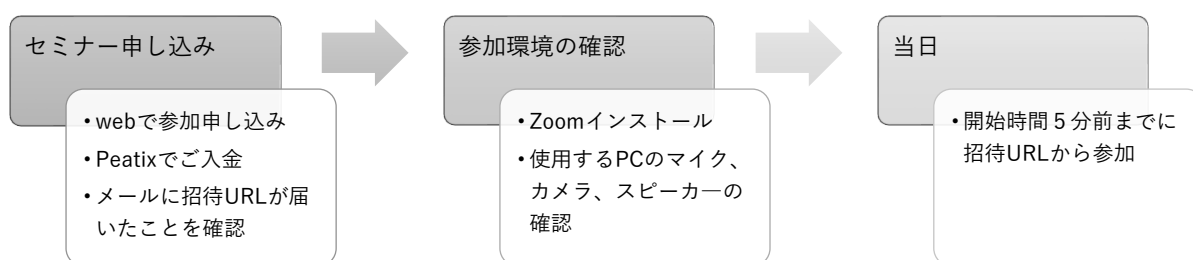 セミナー申し込み
・webで参加申し込み
・Peatixでご入金
・メールに招待URLが届
いたことを確認
参加環境の確認
・Zoomインストール
・使用するPCのマイク、
カメラ、スピーカ―の
確認
当日
・開始時間５分前までに
招待URLから参加